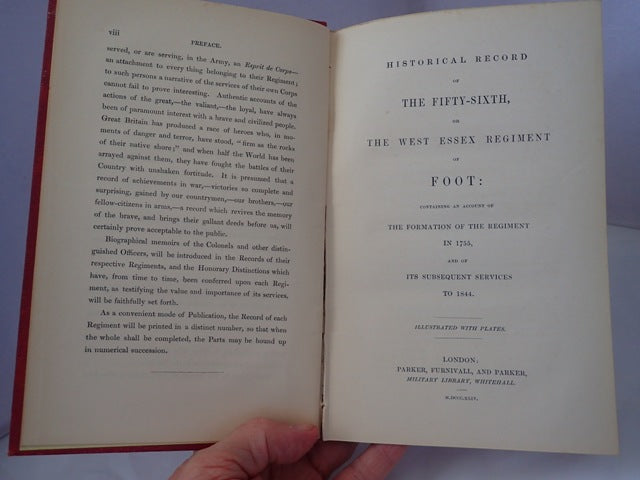 viii
PREFACE.
served, or are serving, in the Army, an Esprit de Corps—
an attachment to every thing belonging to their Regiment;
to such persons a narrative of the services of their own Corps
cannot fail to prove interesting. Authentic accounts of the
actions of the great,—the valiant,—the loyal, have always
been of paramount interest with a brave and civilized people.
Great Britain has produced a race of heroes who, in mo-
ments of danger and terror, have stood, "firm as the rocks
of their native shore;" and when half the World has been
arrayed against them, they have fought the battles of their
Country with unshaken fortitude. It is presumed that a
record of achievements in war,—victories so complete and
surprising, gained by our countrymen,—our brothers,—our
fellow-citizens in arms,—a record which revives the memory
of the brave, and brings their gallant deeds before us, will
certainly prove acceptable to the public.
Biographical memoirs of the Colonels and other distin-
guished Officers, will be introduced in the Records of their
respective Regiments, and the Honorary Distinctions which
have, from time to time, been conferred upon each Regi-
ment, as testifying the value and importance of its services,
will be faithfully set forth.
As a convenient mode of Publication, the Record of each
Regiment will be printed in a distinct number, so that when
the whole shall be completed, the Parts may be bound up
in numerical succession.
HISTORICAL RECORD
OF
THE FIFTY-SIXTH,
OR
THE WEST ESSEX REGIMENT
OF
FOOT:
CONTAINING AN ACCOUNT OF
THE FORMATION OF THE REGIMENT
IN 1755,
AND OF
ITS SUBSEQUENT SERVICES
TO 1844.
ILLUSTRATED WITH PLATES.
LONDON:
PARKER, FURNIVALL, AND PARKER,
MILITARY LIBRARY, WHITEHALL.
M.DCCC.XLIV.